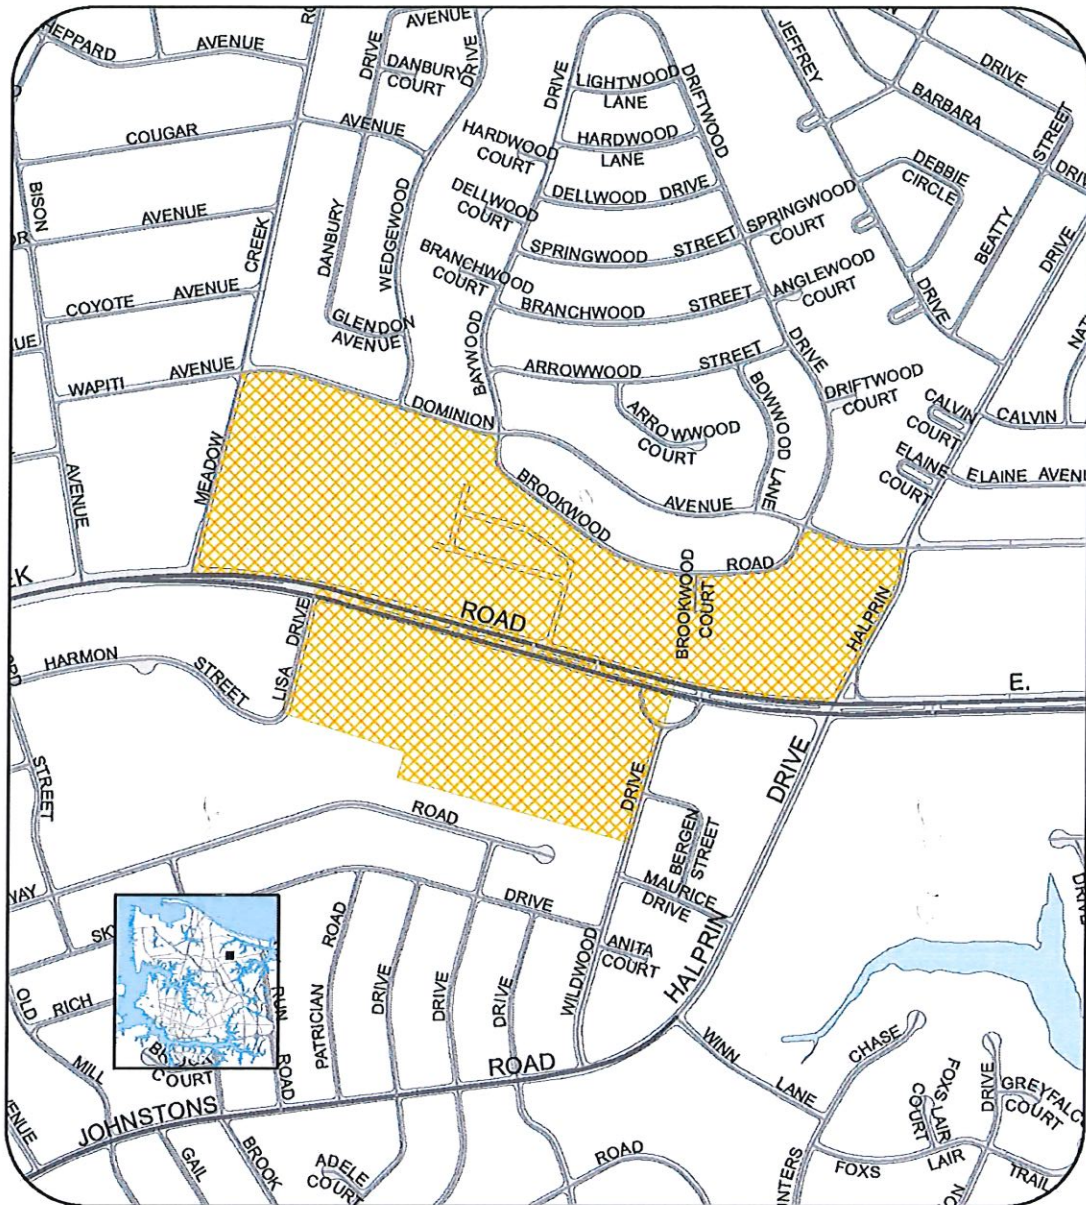 AVENUE
SHEPPARD
AVENUE
DRIVE
DANBURY
COURT
DRIVE
DRIVE
LIGHTWOOD
LANE
DRIFTWOOD
JEFFREY
DRIVE
BARBARA
STREET
COUGAR
AVENUE
HARDWOOD
COURT
HARDWOOD
LANE
DEBBIE
CIRCLE
BISON
AVENUE
CREEK
DANBURY
WEDGEWOOD
DELLWOOD
COURT
DELLWOOD DRIVE
SPRINGWOOD
COURT
BEATTY
DRIVE
SPRINGWOOD STREET
BRANCHWOOD
COURT
ANGLEWOOD
COURT
COYOTE AVENUE
BRANCHWOOD STREET
DRIVE
GLENDON
AVENUE
BAYWOOD
DRIVE
WAPITI AVENUE
ARROWWOOD STREET
DRIFTWOOD
COURT
DOMINION
ARROWWOOD
COURT
BOWWOOD LANE
CALVIN
COURT
CALVIN
MEADOW
AVENUE
BROOKWOOD
AVENUE
ELAINE
COURT
ELAINE AVENUE
ROAD
BROOKWOOD
COURT
ROAD
HALPRIN
HARMON
STREET
LISA DRIVE
E.
STREET
DRIVE
DRIVE
ROAD
BERGEN
STREET
MAURICE
DRIVE
DRIVE
ANITA
COURT
WILDWOOD
HALPRIN
OLD
RICH
RUN
ROAD
PATRICIAN
ROAD
DRIVE
DRIVE
DRIVE
MILL
COURT
ROAD
WINN
LANE
CHASE
FOXS LAIR
COURT
DRIVE
COURT
JOHNSTONS
GAIL
BROOK
ADELE
COURT
ROAD
FOXS LAIR
TRAIL